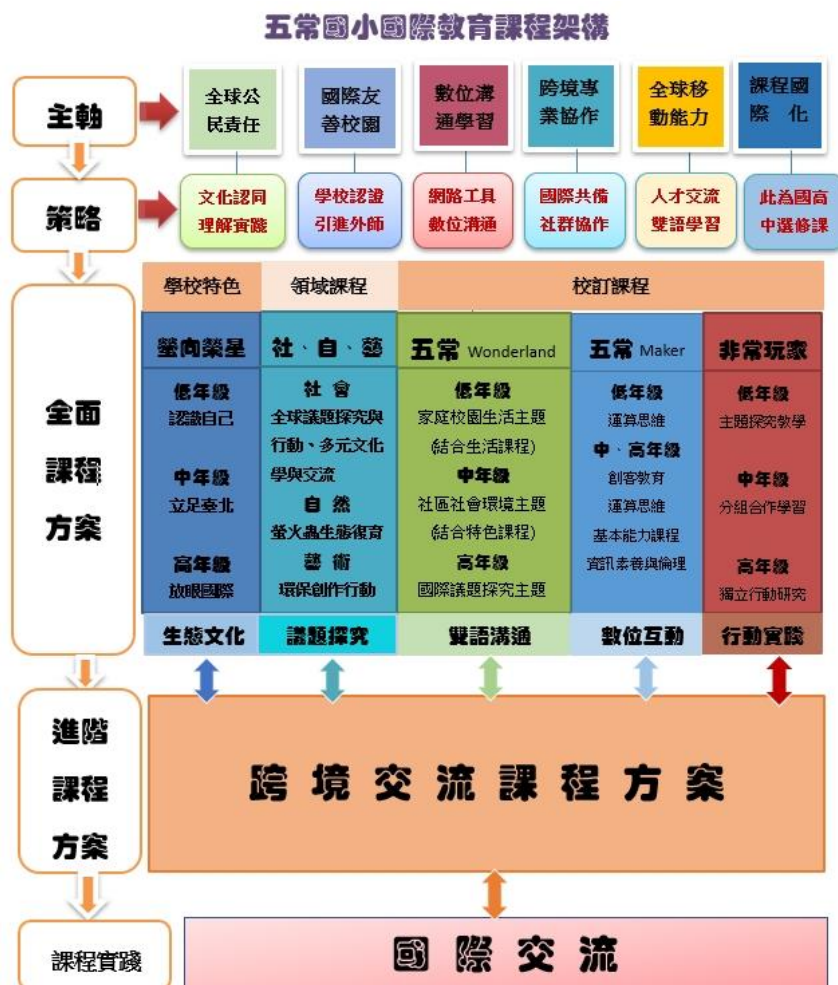 五常國小國際教育課程架構
主軸
全球公
民責任
國際友
善校園
數位溝
通學習
跨境專
業協作
全球移
動能力
課程國
際 化
策略
文化認同
理解實踐
學校認證
引進外師
網路工具
數位溝通
國際共備
社群協作
人才交流
雙語學習
此為國高
中選修課
全面
課程
方案
學校特色
領域課程
校訂課程
螢向榮星
低年級
認識自己
中年級
立足臺北
高年級
放眼國際
生態文化
社、自、藝
社 會
全球議題探究與
行動、多元文化
學與交流
自 然
螢火蟲生態復育
藝 術
環保創作行動
議題探究
五常 Wonderland
低年級
家庭校園生活主題
(結合生活課程)
中年級
社區社會環境主題
(結合特色課程)
高年級
國際議題探究主題
雙語溝通
五常 Maker
低年級
運算思維
中、高年級
創客教育
運算思維
基本能力課程
資訊素養與倫理
數位互動
非常玩家
低年級
主題探究教學
中年級
分組合作學習
高年級
獨立行動研究
行動實踐
進階
課程
方案
跨境交流課程方案
課程實踐
國際交流